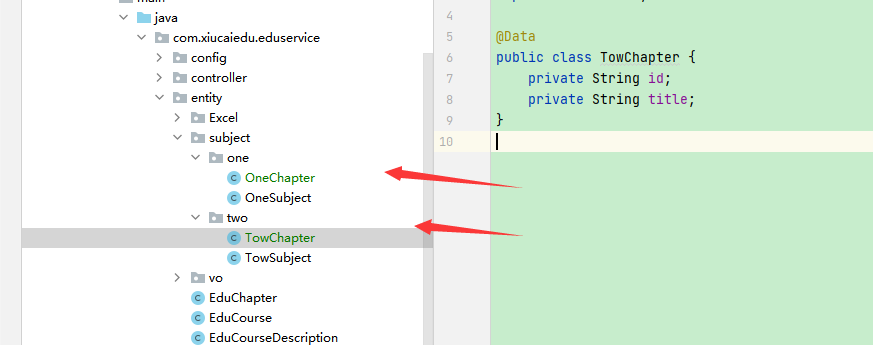 main
java
com.xiucaiedu.eduservice
config
controller
entity
Excel
subject
one
OneChapter
OneSubject
two
TowChapter
TowSubject
vo
EduChapter
EduCourse
EduCourseDescription
4
5 @Data
6 public class TowChapter {
7 private String id;
8 private String title;
9 }
10